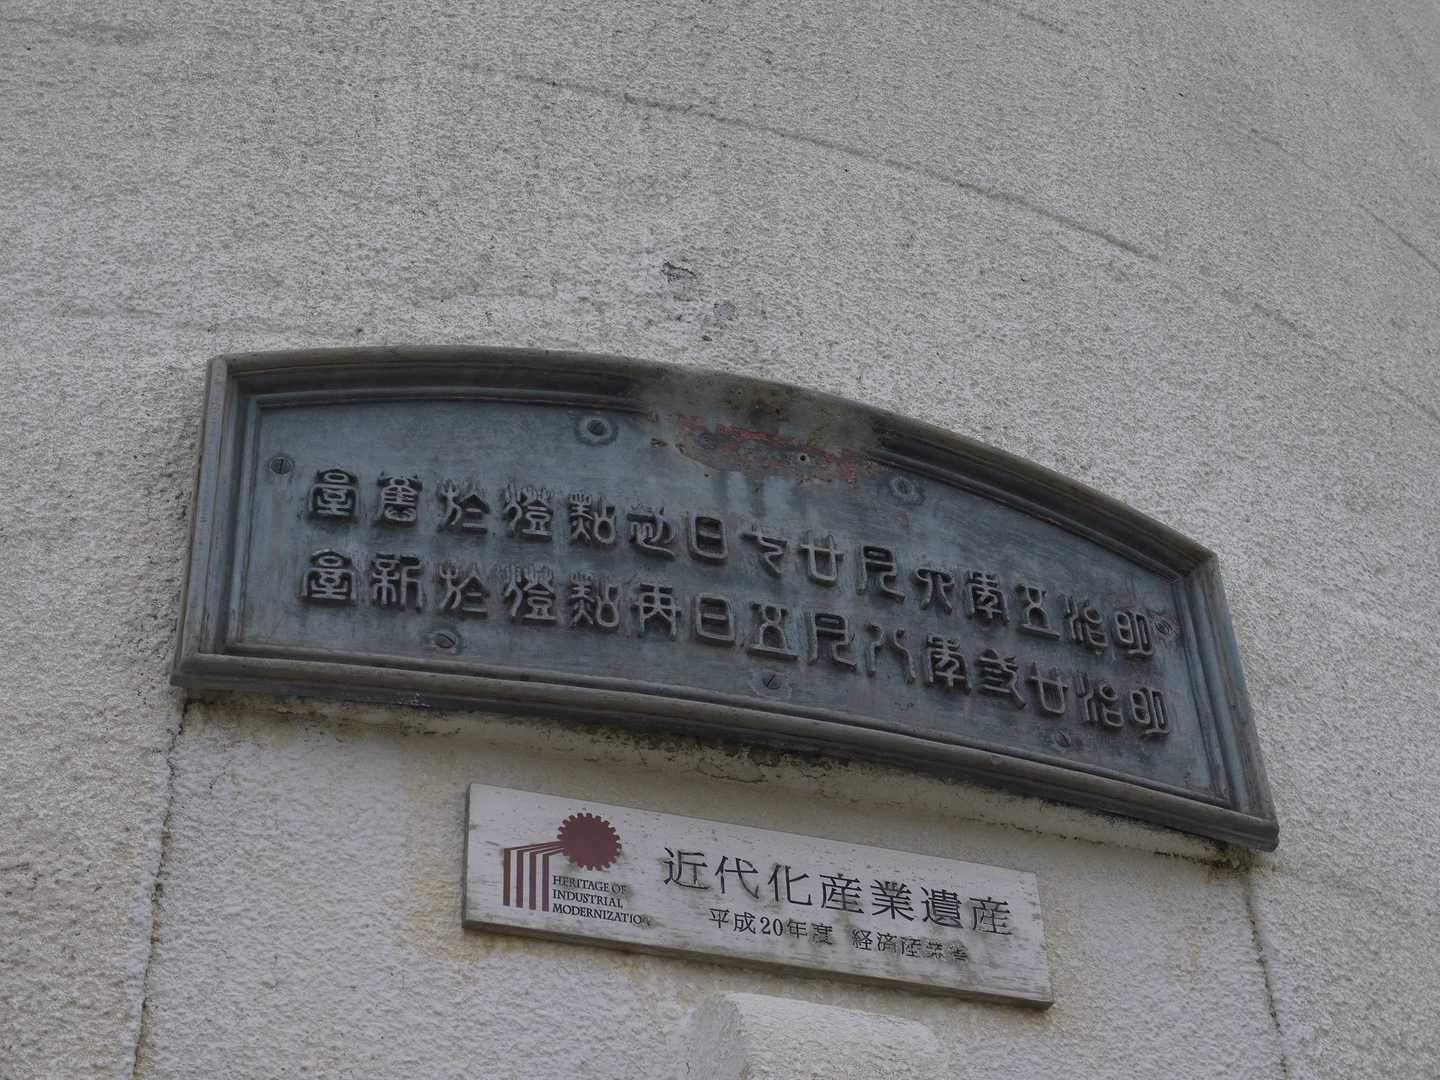 明治五年六月廿七日初點燈於舊臺
明治廿弍年八月五日再點燈於新臺
HERITAGE OF
INDUSTRIAL
MODERNIZATION
近代化産業遺産
平成20年度 経済産業省